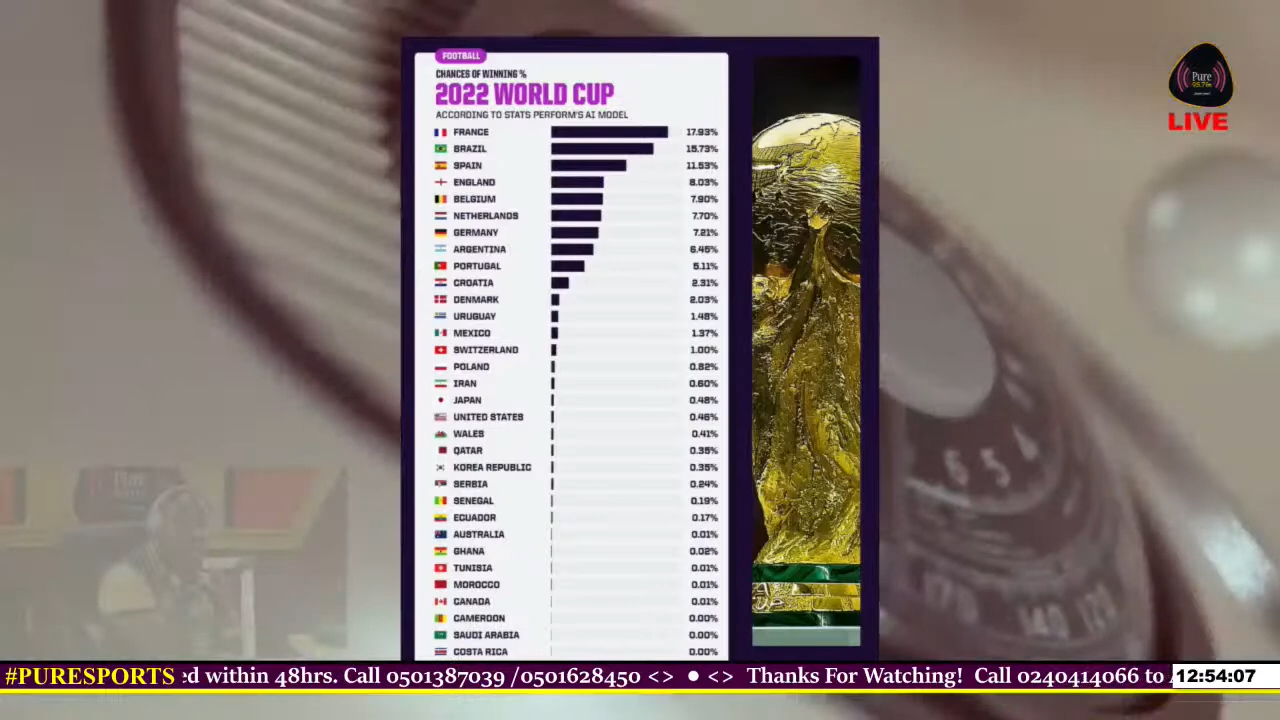 FOOTBALL
CHANCES OF WINNING %
2022 WORLD CUP
ACCORDING TO STATS PERFORM'S AI MODEL
FRANCE 17.93%
BRAZIL 15.73%
SPAIN 11.53%
ENGLAND 8.03%
BELGIUM 7.90%
NETHERLANDS 7.70%
GERMANY 7.21%
ARGENTINA 6.45%
PORTUGAL 5.11%
CROATIA 2.31%
DENMARK 2.03%
URUGUAY 1.48%
MEXICO 1.37%
SWITZERLAND 1.00%
POLAND 0.82%
IRAN 0.60%
JAPAN 0.48%
UNITED STATES 0.46%
WALES 0.41%
QATAR 0.35%
KOREA REPUBLIC 0.35%
SERBIA 0.24%
SENEGAL 0.19%
ECUADOR 0.17%
AUSTRALIA 0.01%
GHANA 0.02%
TUNISIA 0.01%
MOROCCO 0.01%
CANADA 0.01%
CAMEROON 0.00%
SAUDI ARABIA 0.00%
COSTA RICA 0.00%
Pure
95.7fm
LIVE
6 5 4
#PURESPORTS ed within 48hrs. Call 0501387039 /0501628450 <> ● <> Thanks For Watching! Call 0240414066 to 12:54:07